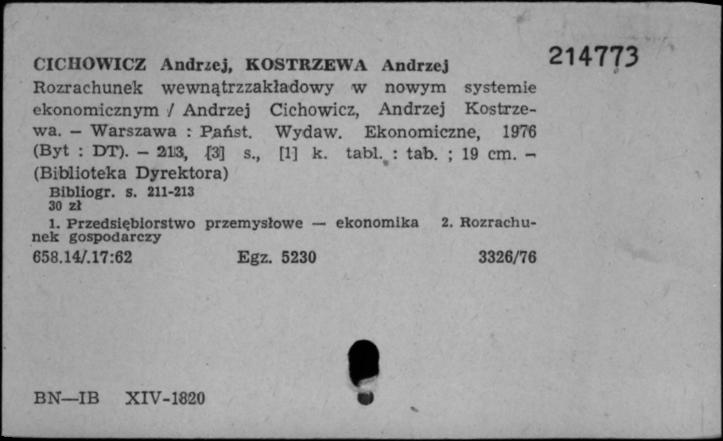 214773
CICHOWICZ Andrzej, KOSTRZEWA Andrzej
Rozrachunek wewnątrzzakładowy w nowym systemie
ekonomicznym / Andrzej Cichowicz, Andrzej Kostrze-
wa. — Warszawa : Państ. Wydaw. Ekonomiczne, 1976
(Byt : DT). — 213, [3] s., [1] k. tabl. : tab. ; 19 cm. —
(Biblioteka Dyrektora)
Bibliogr. s. 211-213
30 zł
1. Przedsiębiorstwo przemysłowe — ekonomika 2. Rozrachu-
nek gospodarczy
658.14/.17:62 Egz. 5230 3326/76
BN—IB XIV-1820